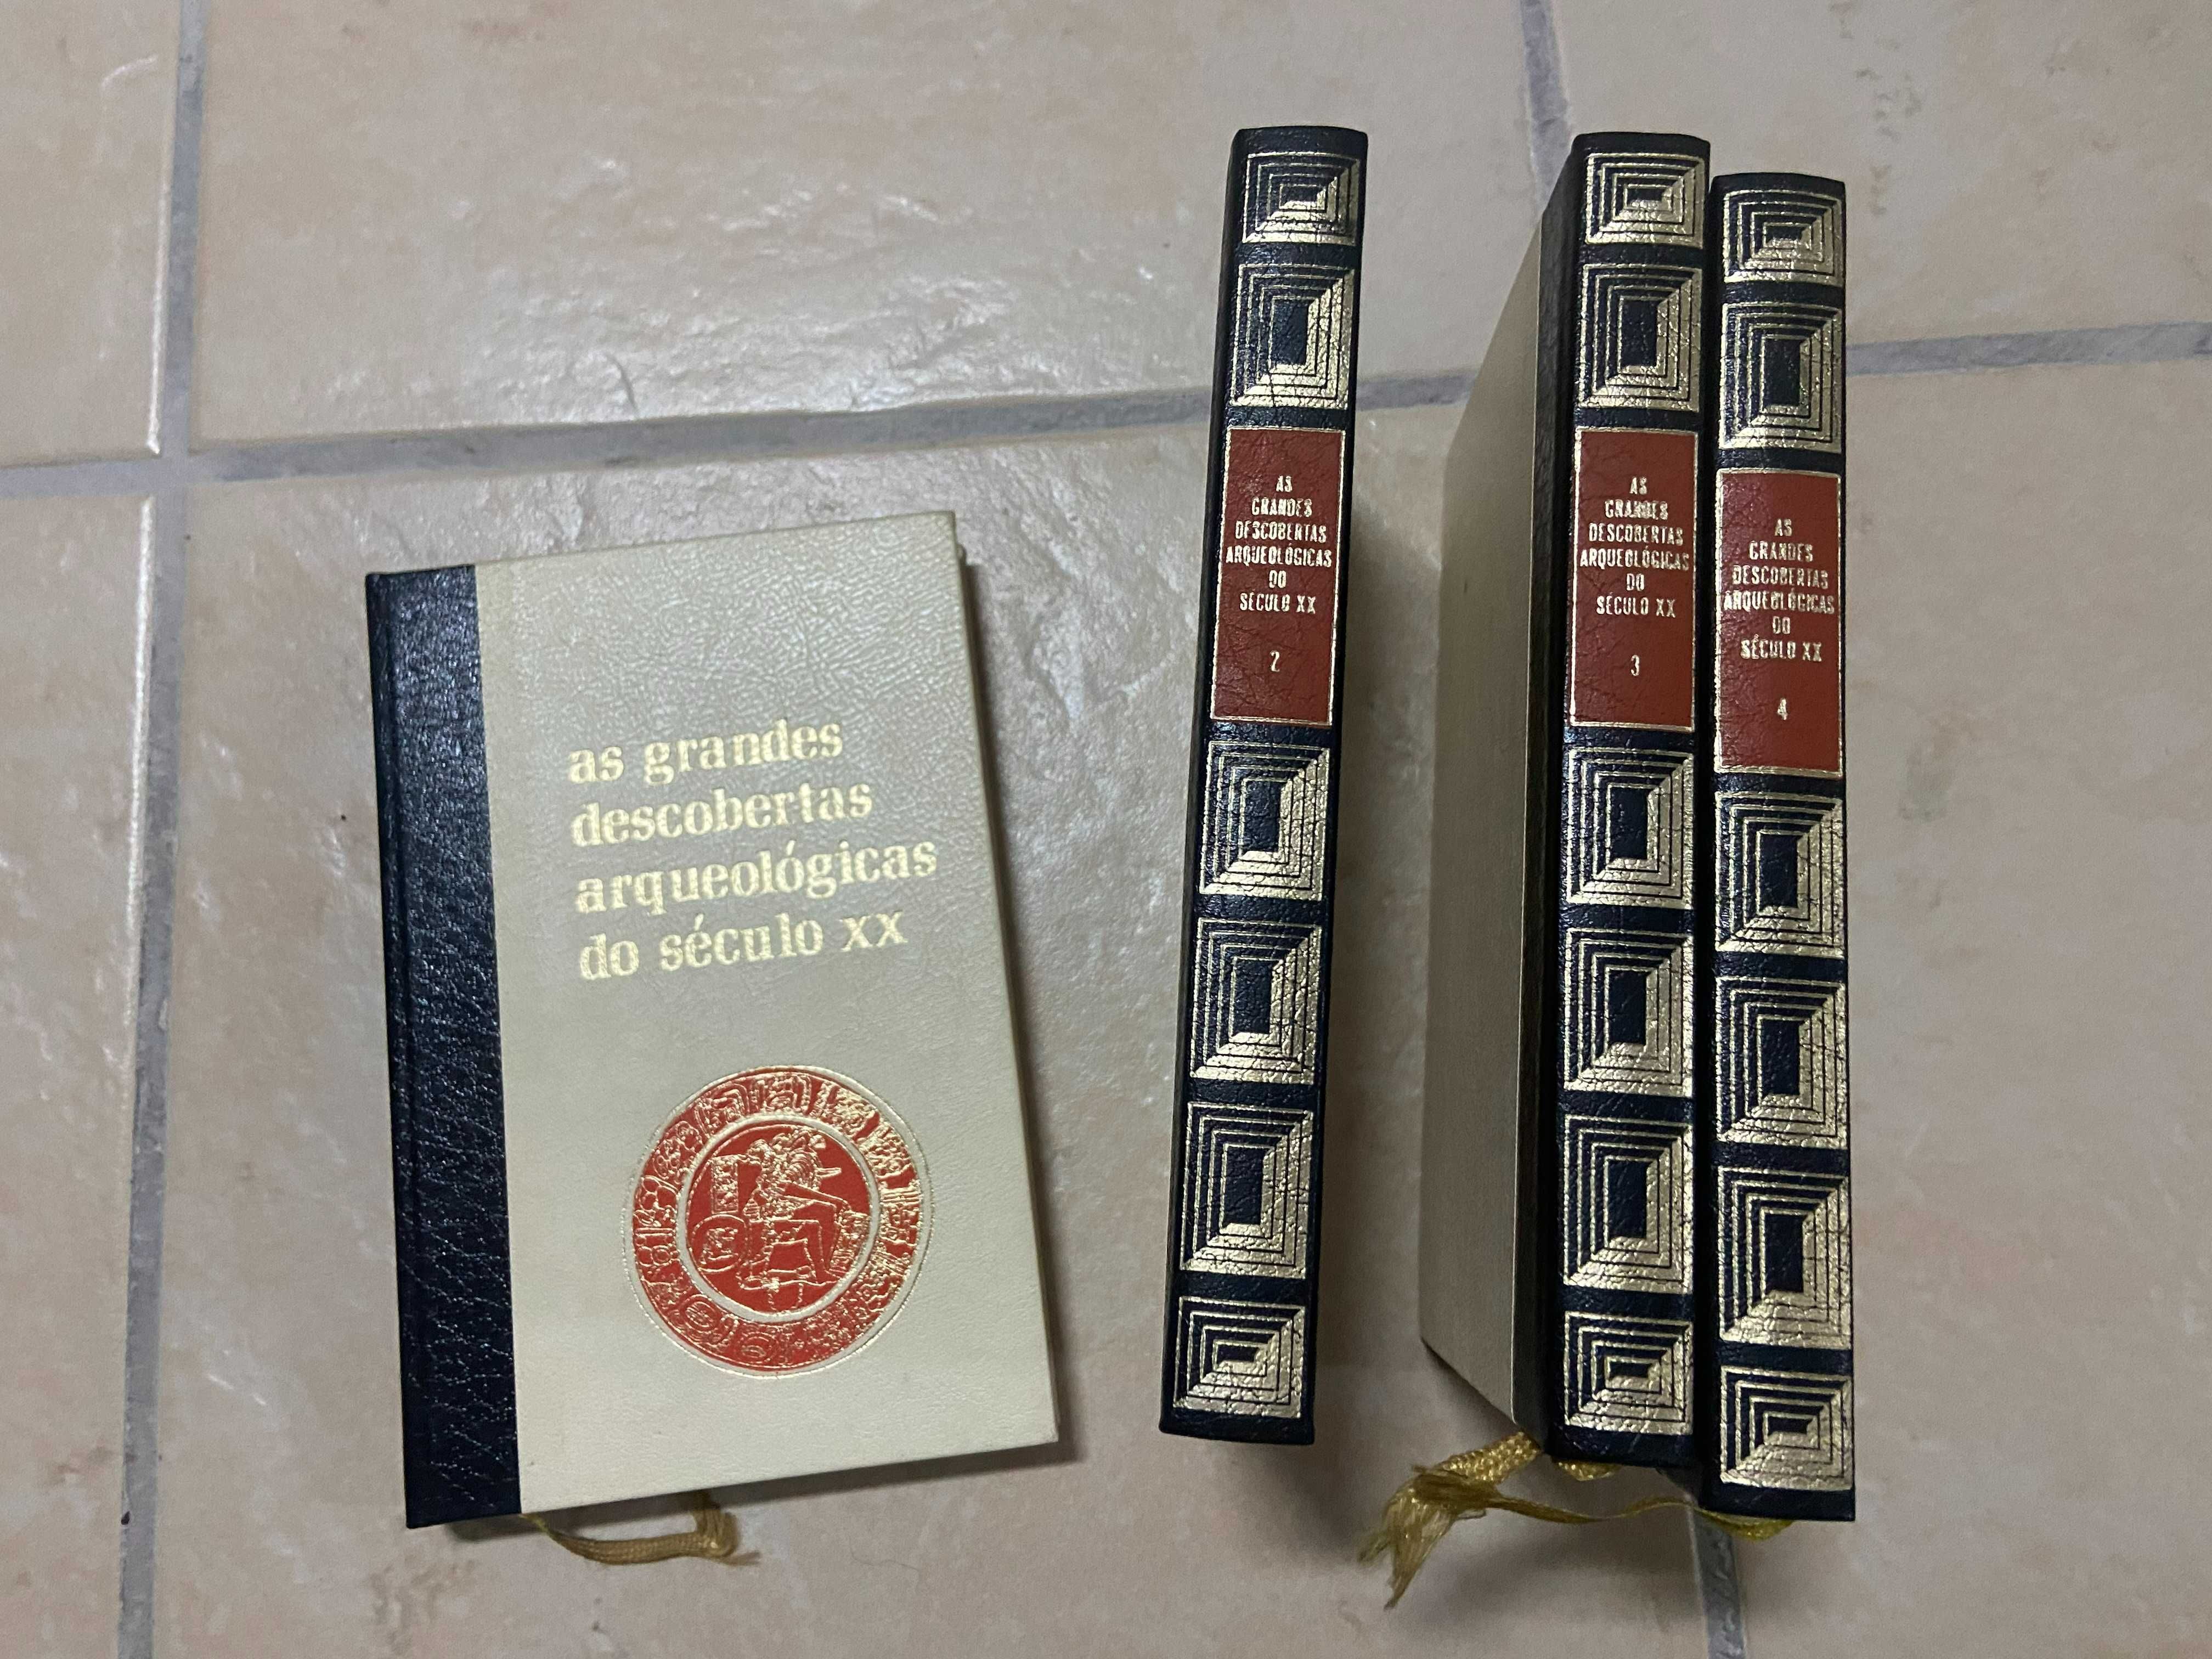 as grandes
descobertas
arqueológicas
do século xx
AS
GRANDES
DESCOBERTAS
ARQUEOLÓGICAS
DO
SÉCULO XX
2
AS
GRANDES
DESCOBERTAS
ARQUEOLÓGICAS
DO
SÉCULO XX
3
AS
GRANDES
DESCOBERTAS
ARQUEOLÓGICAS
DO
SÉCULO XX
4